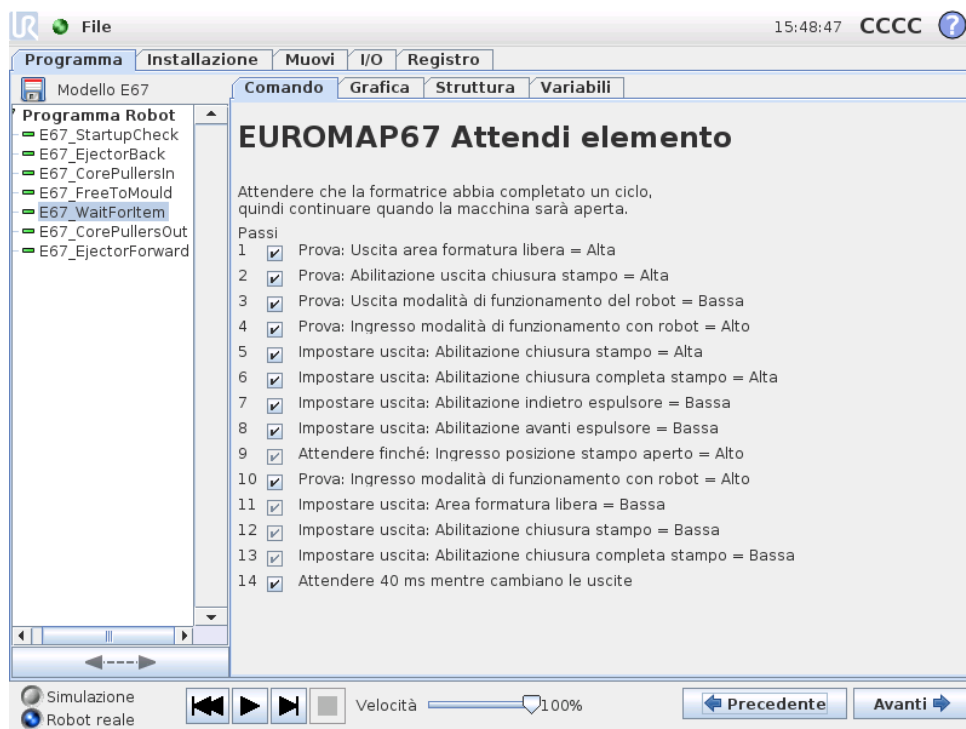 UR File 15:48:47 CCCC ?
Programma Installazione Muovi I/O Registro
Modello E67 Comando Grafica Struttura Variabili
Programma Robot
E67_StartupCheck
E67_EjectorBack
E67_CorePullersIn
E67_FreeToMould
E67_WaitForItem
E67_CorePullersOut
E67_EjectorForward
EUROMAP67 Attendi elemento
Attendere che la formatrice abbia completato un ciclo,
quindi continuare quando la macchina sarà aperta.
Passi
1 Prova: Uscita area formatura libera = Alta
2 Prova: Abilitazione uscita chiusura stampo = Alta
3 Prova: Uscita modalità di funzionamento del robot = Bassa
4 Prova: Ingresso modalità di funzionamento con robot = Alto
5 Impostare uscita: Abilitazione chiusura stampo = Alta
6 Impostare uscita: Abilitazione chiusura completa stampo = Alta
7 Impostare uscita: Abilitazione indietro espulsore = Bassa
8 Impostare uscita: Abilitazione avanti espulsore = Bassa
9 Attendere finché: Ingresso posizione stampo aperto = Alto
10 Prova: Ingresso modalità di funzionamento con robot = Alto
11 Impostare uscita: Area formatura libera = Bassa
12 Impostare uscita: Abilitazione chiusura stampo = Bassa
13 Impostare uscita: Abilitazione chiusura completa stampo = Bassa
14 Attendere 40 ms mentre cambiano le uscite
Simulazione
Robot reale
Velocità 100% Precedente Avanti